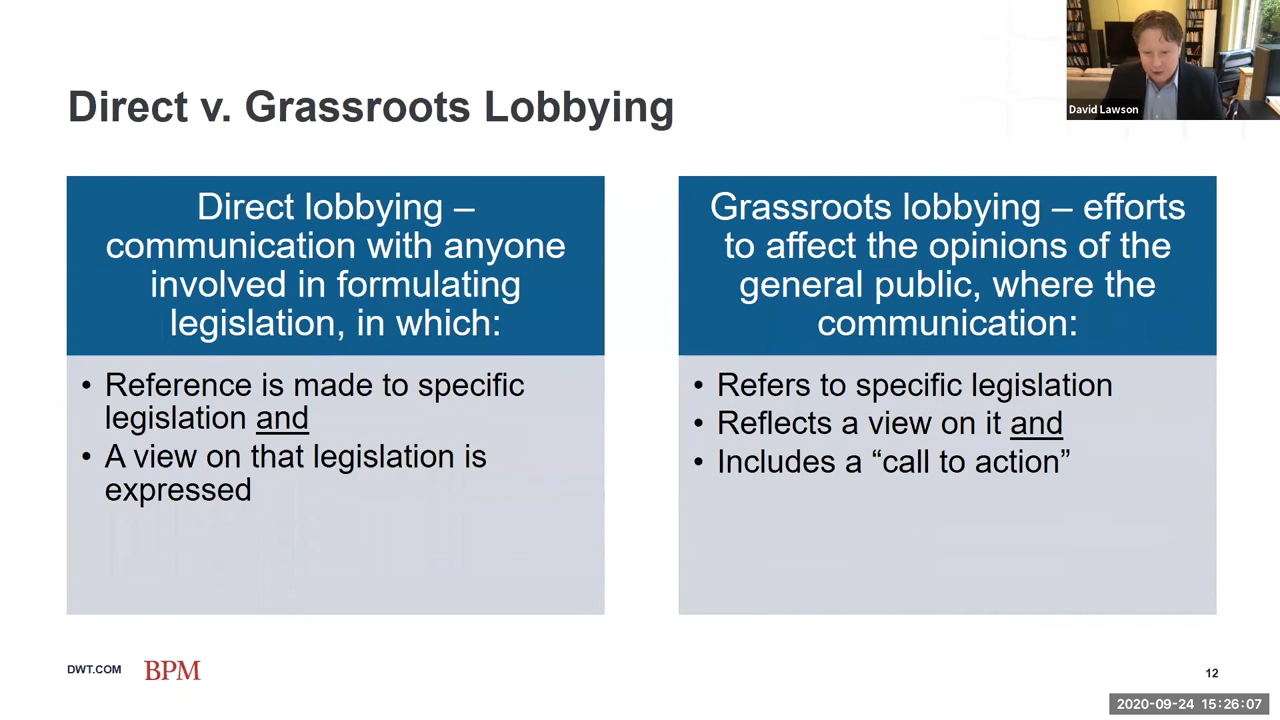 David Lawson
Direct v. Grassroots Lobbying
Direct lobbying –
communication with anyone
involved in formulating
legislation, in which:
• Reference is made to specific
legislation and
• A view on that legislation is
expressed
Grassroots lobbying – efforts
to affect the opinions of the
general public, where the
communication:
• Refers to specific legislation
• Reflects a view on it and
• Includes a “call to action”
DWT.COM
BPM
12
2020-09-24 15:26:07